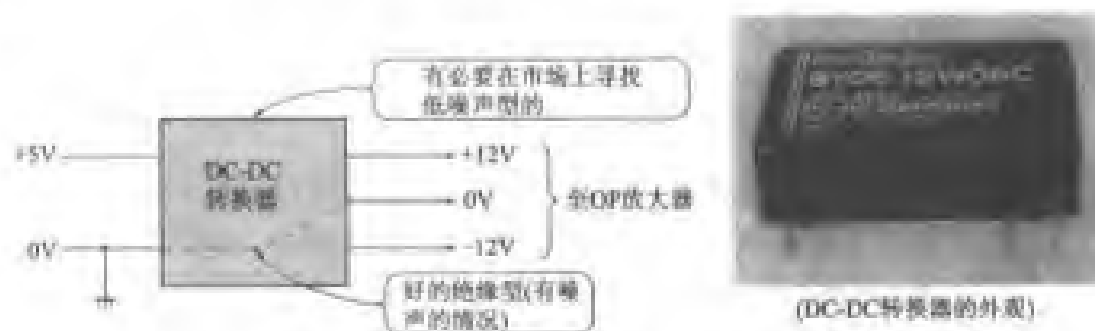 有必要在市场上寻找
低噪声型的
+5V
DC-DC
转换器
+12V
0V
至OP放大器
0V
-12V
好的绝缘型(有噪
声的情况)
(DC-DC转换器的外观)